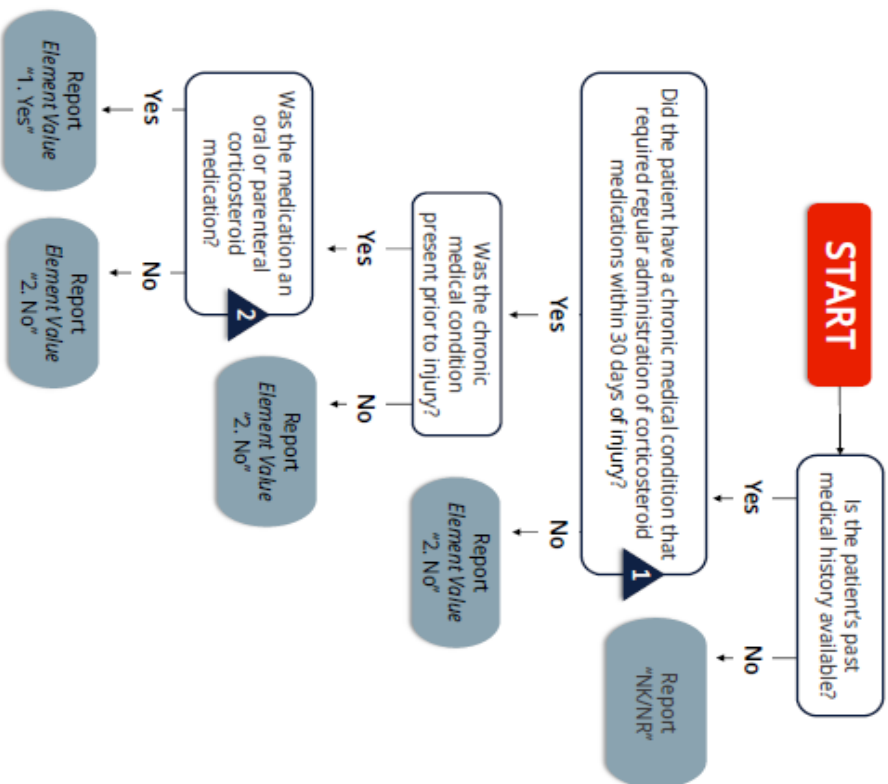 START
Is the patient's past
medical history available?
Yes
No
Report
"NK/NR"
Did the patient have a chronic medical condition that
required regular administration of corticosteroid
medications within 30 days of injury?
1
Yes
No
Report
Element Value
"2. No"
Was the chronic
medical condition
present prior to injury?
Yes
No
Report
Element Value
"2. No"
Was the medication an
oral or parenteral
corticosteroid
medication?
2
Yes
No
Report
Element Value
"1. Yes"
Report
Element Value
"2. No"